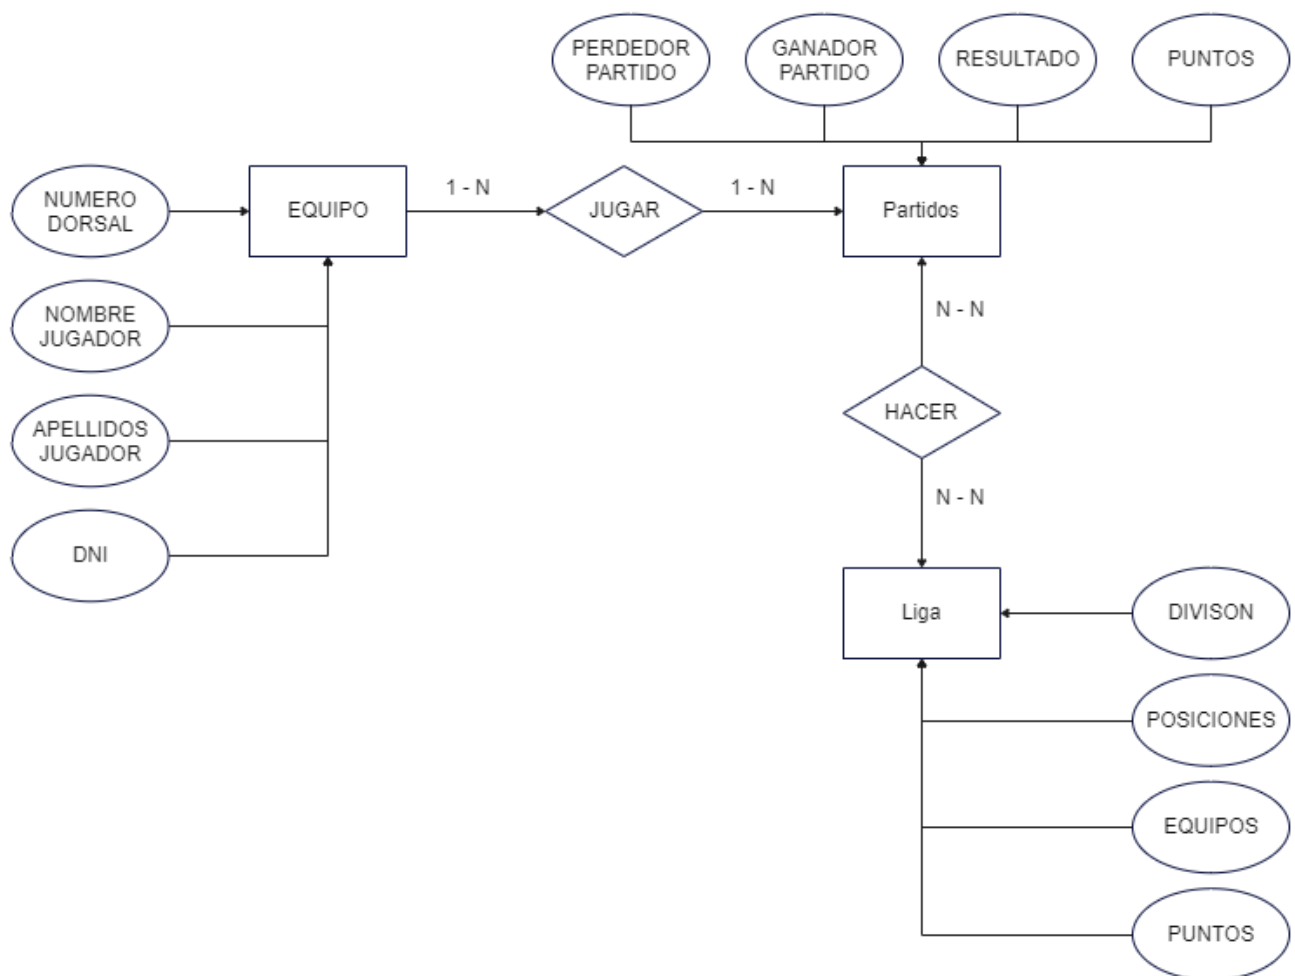 PERDEDOR
PARTIDO
GANADOR
PARTIDO
RESULTADO
PUNTOS
NUMERO
DORSAL
EQUIPO
1 - N
JUGAR
1 - N
Partidos
NOMBRE
JUGADOR
N - N
APELLIDOS
JUGADOR
HACER
N - N
DNI
Liga
DIVISON
POSICIONES
EQUIPOS
PUNTOS